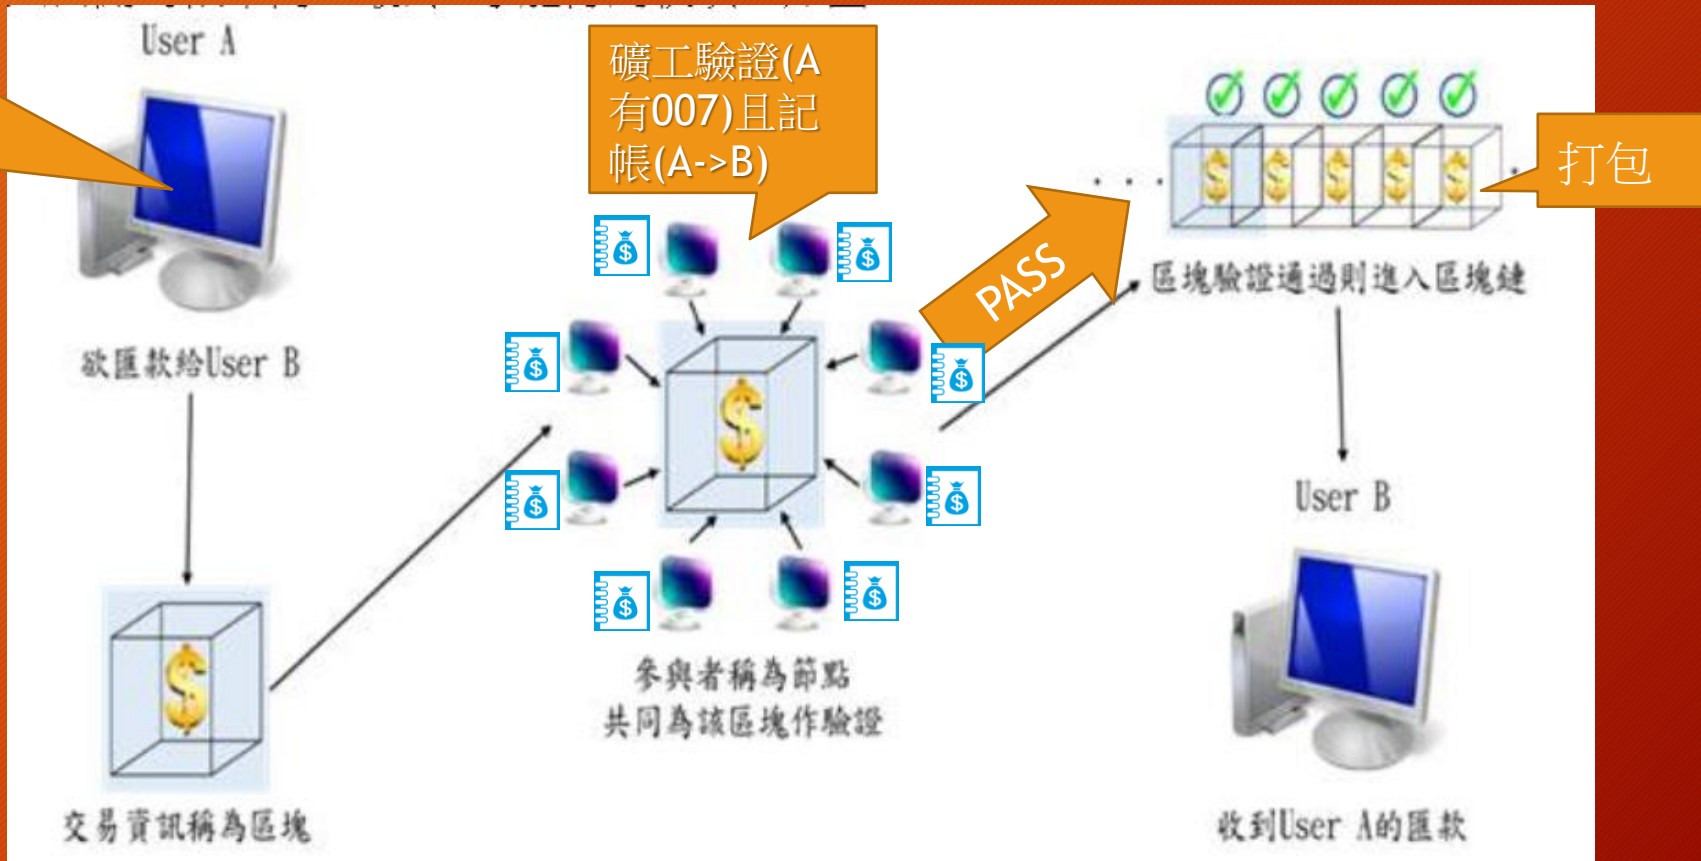 User A
礦工驗證(A
有007)且記
帳(A->B)
打包
PASS
區塊驗證通過則進入區塊鏈
欲匯款給User B
User B
參與者稱為節點
共同為該區塊作驗證
交易資訊稱為區塊
收到User A的匯款